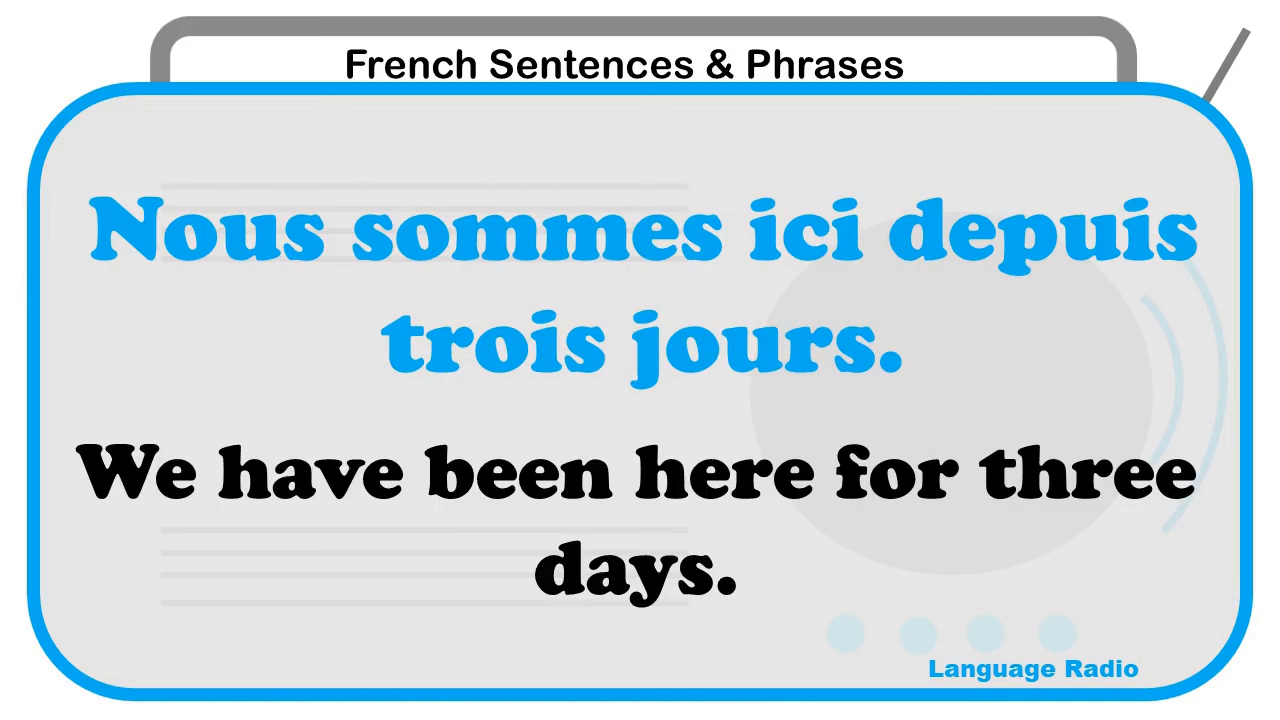 French Sentences & Phrases
Nous sommes ici depuis
trois jours.
We have been here for three
days.
Language Radio